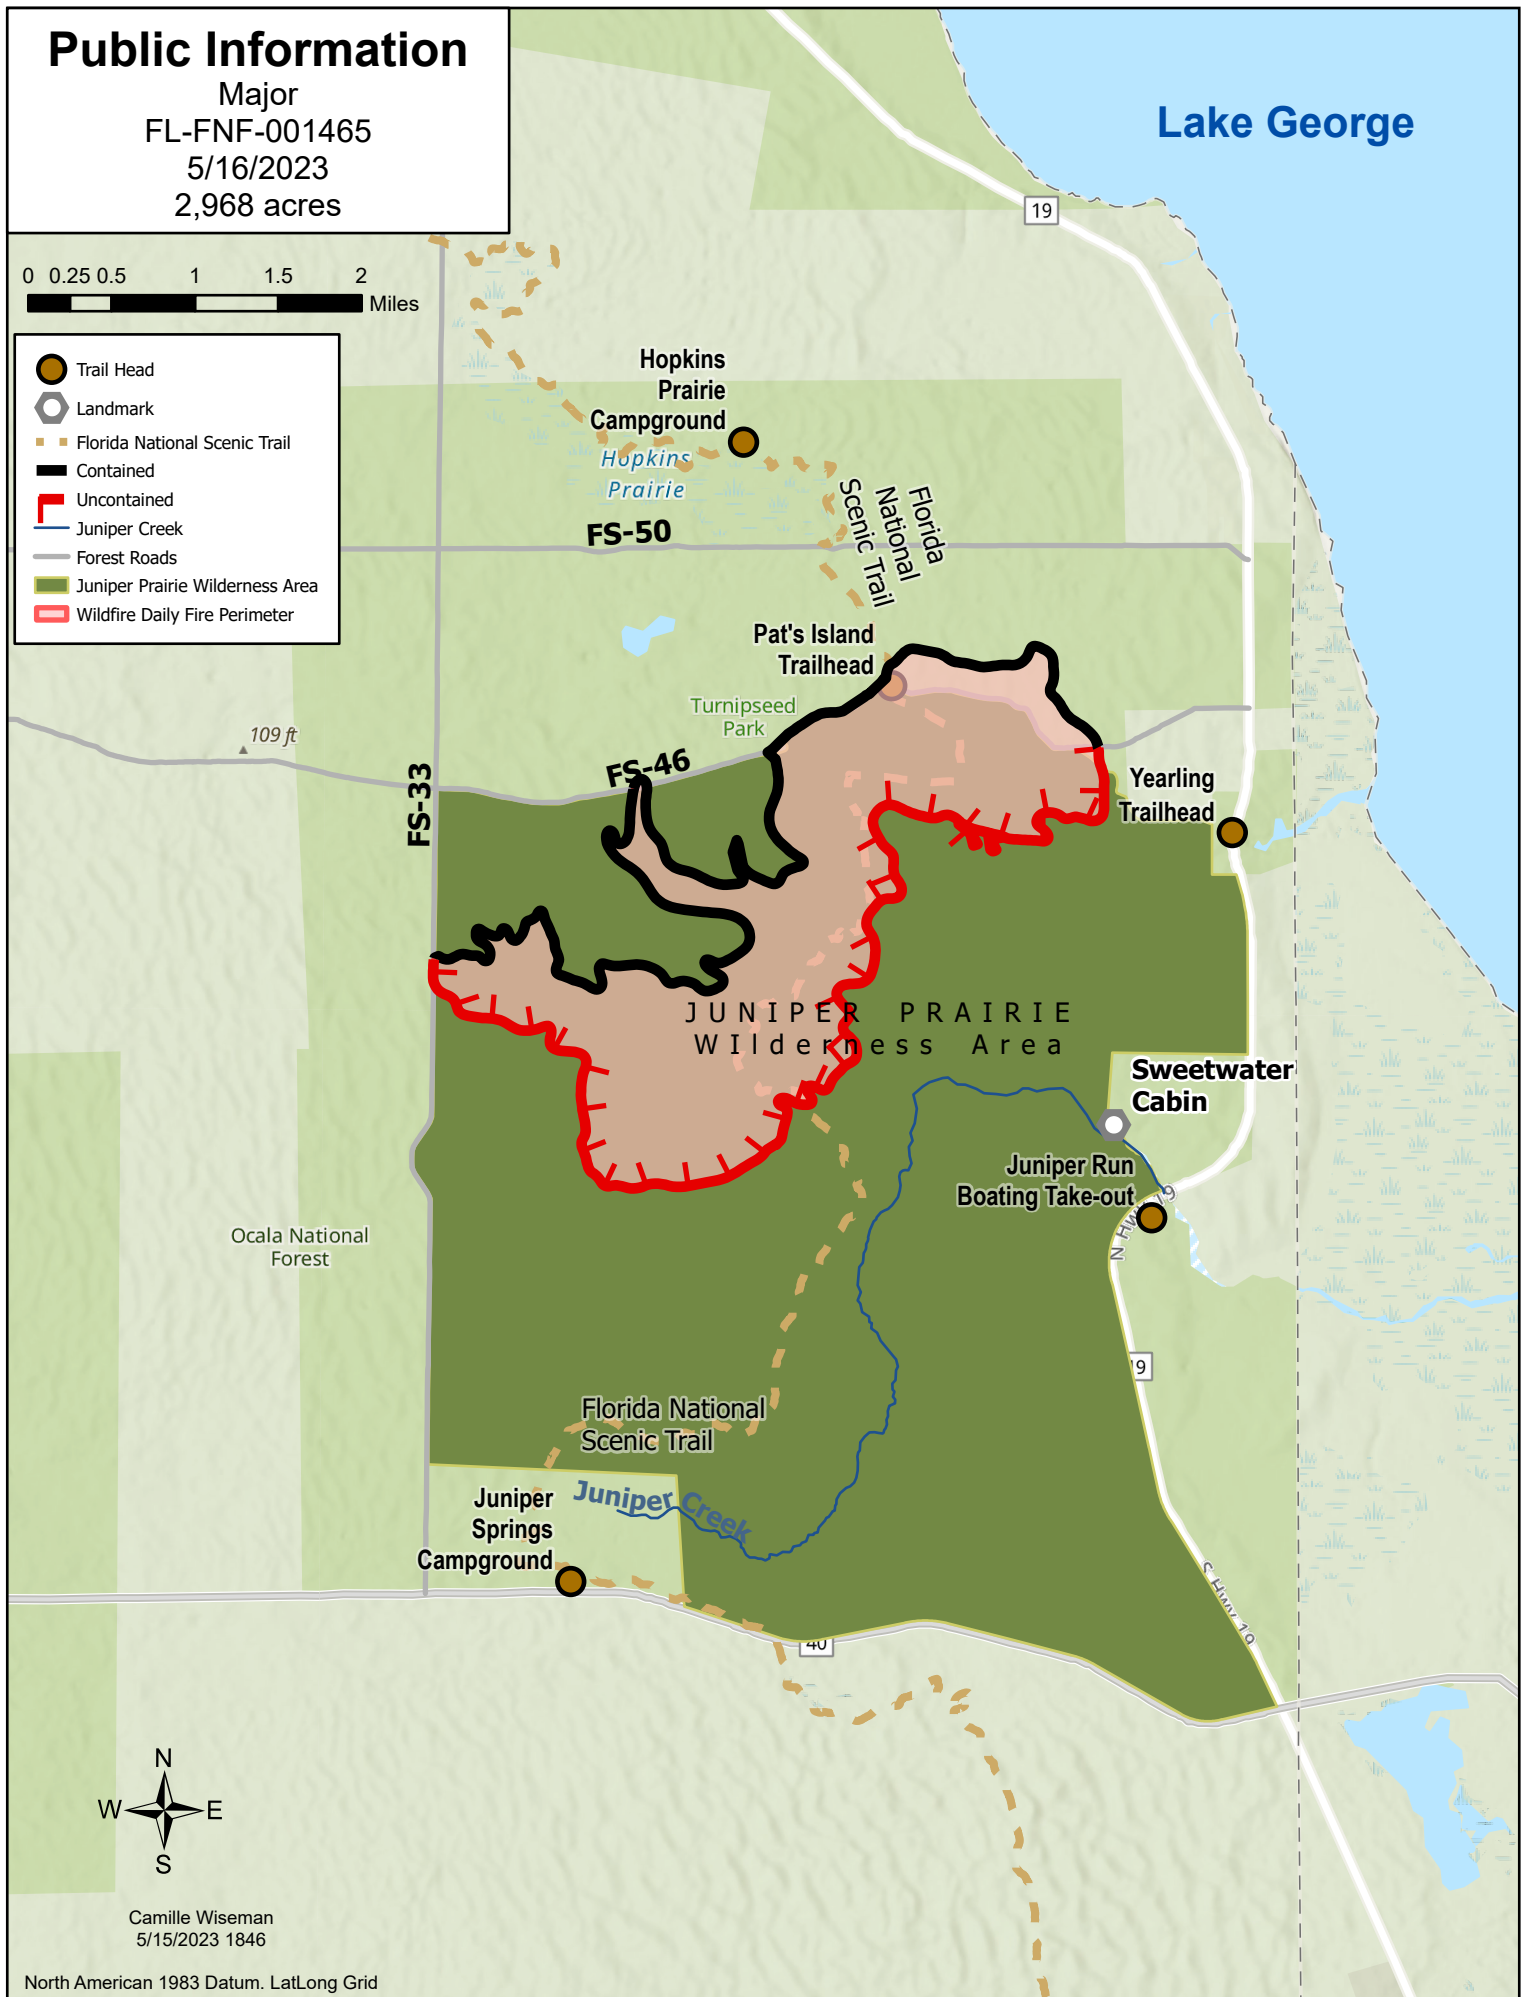 Public Information
Major
FL-FNF-001465
5/16/2023
2,968 acres
Lake George
19
0 0.25 0.5 1 1.5 2
Miles
Trail Head
Landmark
Florida National Scenic Trail
Contained
Uncontained
Juniper Creek
Forest Roads
Juniper Prairie Wilderness Area
Wildfire Daily Fire Perimeter
Hopkins
Prairie
Campground
Hopkins
Prairie
Florida
National
Scenic Trail
FS-50
Pat's Island
Trailhead
Turnipseed
Park
109 ft
FS-46
FS-33
Yearling
Trailhead
JUNIPER PRAIRIE
WIlderness Area
Sweetwater
Cabin
Juniper Run
Boating Take-out
N Hwy 19
Ocala National
Forest
19
Florida National
Scenic Trail
Juniper
Springs
Campground
Juniper Creek
S Hwy 19
40
N
W E
S
Camille Wiseman
5/15/2023 1846
North American 1983 Datum. LatLong Grid